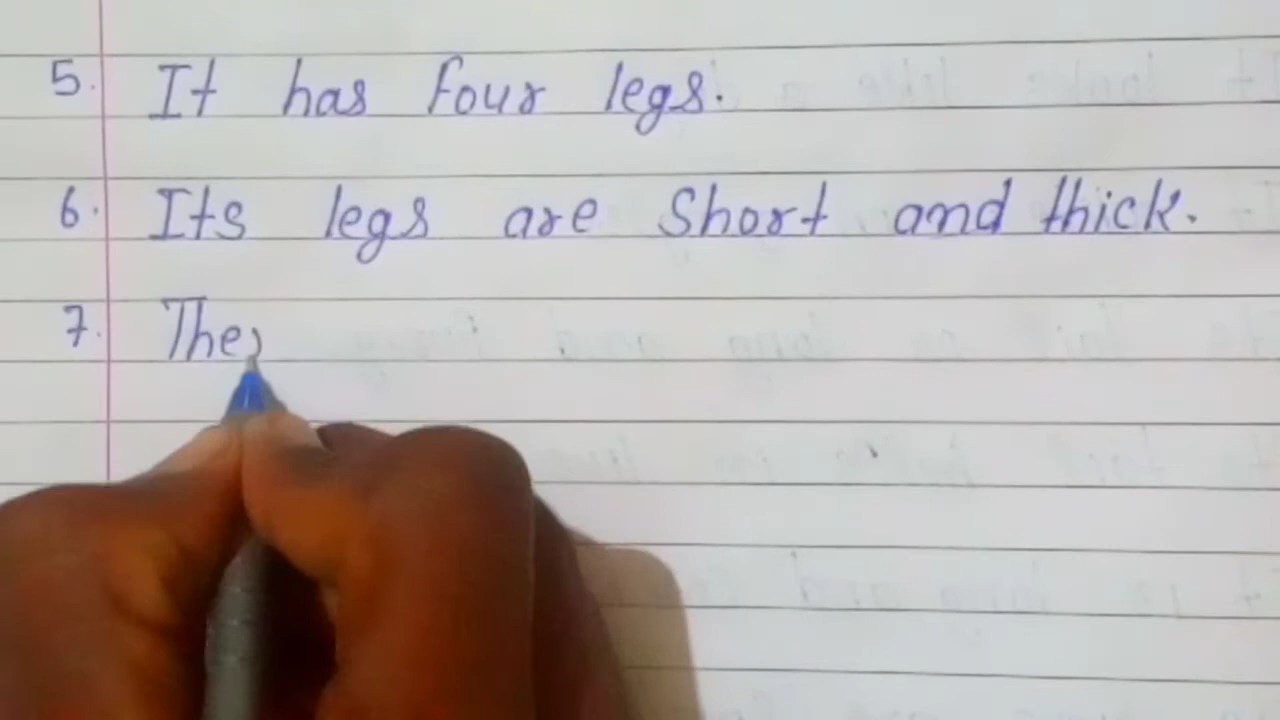 5. It has four legs.
6. Its legs are Short and thick.
7. The